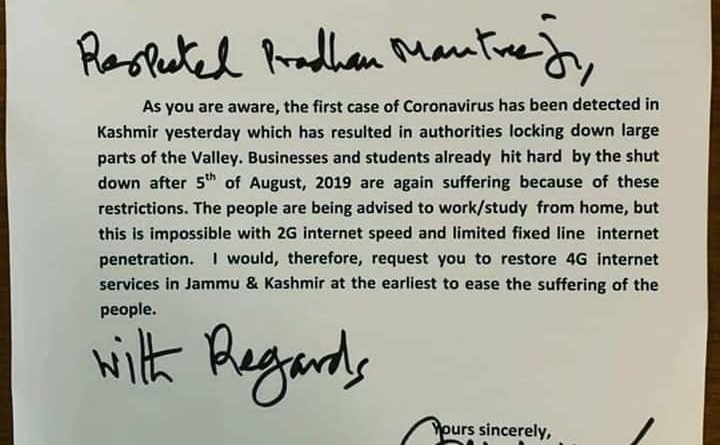 Respected Pradhan Mantree Ji,
As you are aware, the first case of Coronavirus has been detected in
Kashmir yesterday which has resulted in authorities locking down large
parts of the Valley. Businesses and students already hit hard by the shut
down after 5th of August, 2019 are again suffering because of these
restrictions. The people are being advised to work/study from home, but
this is impossible with 2G internet speed and limited fixed line internet
penetration. I would, therefore, request you to restore 4G internet
services in Jammu & Kashmir at the earliest to ease the suffering of the
people.
With Regards
Yours sincerely,